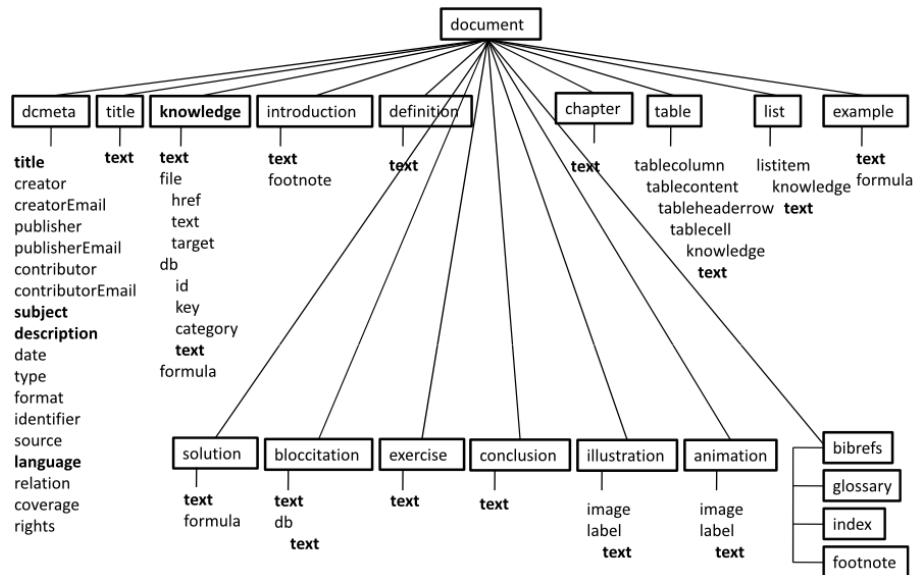 document
dcmeta
title
knowledge
introduction
definition
chapter
table
list
example
title
creator
creatorEmail
publisher
publisherEmail
contributor
contributorEmail
subject
description
date
type
format
identifier
source
language
relation
coverage
rights
text
text
file
href
text
target
db
id
key
category
text
formula
text
footnote
text
text
tablecolumn
tablecontent
tableheaderrow
tablecell
knowledge
text
listitem
knowledge
text
text
formula
solution
bloccitation
exercise
conclusion
illustration
animation
bibrefs
glossary
index
footnote
text
formula
text
db
text
text
text
image
label
text
image
label
text